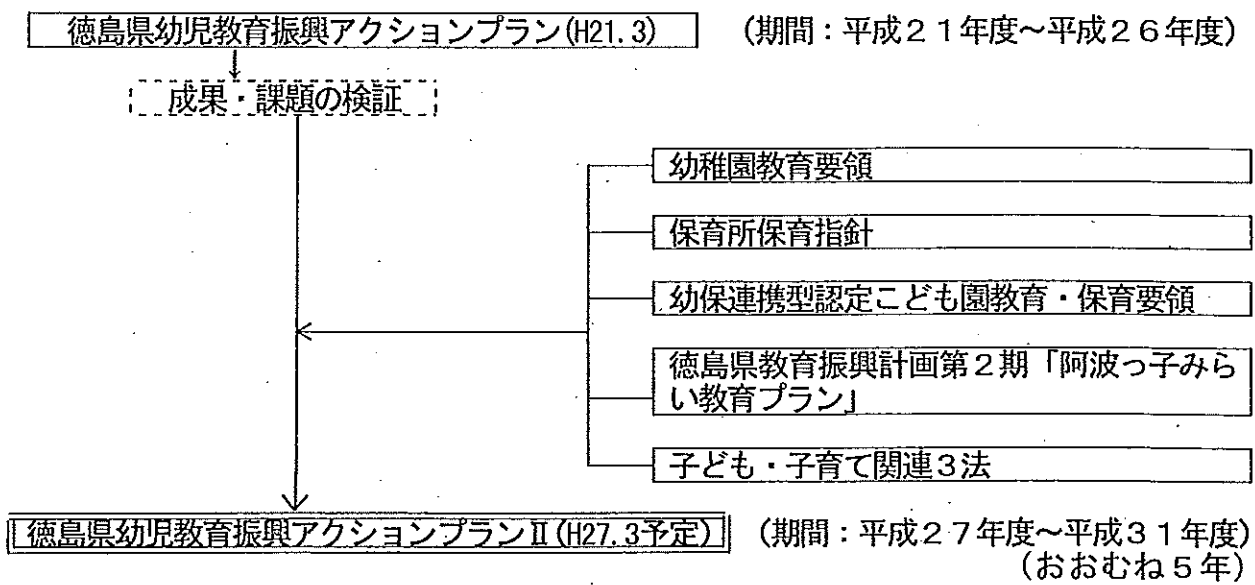 徳島県幼児教育振興アクションプラン(H21.3)　(期間：平成２１年度～平成２６年度)
成果・課題の検証
幼稚園教育要領
保育所保育指針
幼保連携型認定こども園教育・保育要領
徳島県教育振興計画第２期「阿波っ子みら
い教育プラン」
子ども・子育て関連３法
徳島県幼児教育振興アクションプランⅡ(H27.3予定)　(期間：平成２７年度～平成３１年度)
(おおむね５年)